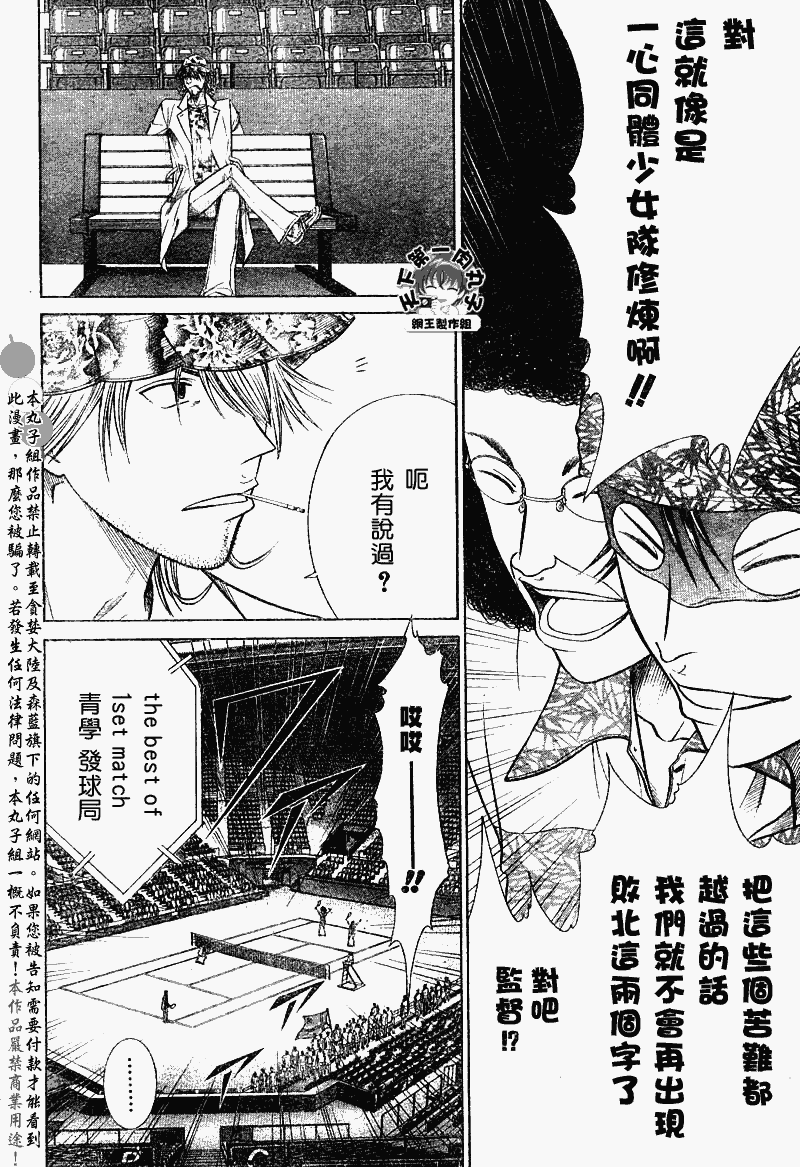 對
這就像是
一心同體少女隊修煉啊!!
把這些個苦難都
越過的話
我們就不會再出現
敗北這兩個字了
對吧
監督!?
天下第一肉丸子
網王製作組
呃
我有說過？
哎
哎——!!
the best of
1set match
青學 發球局
………
本丸子組作品禁止轉載至貪婪大陸及森藍旗下的任何網站。如果您被告知需要付款才能看到
此漫畫，那麼您被騙了。若發生任何法律問題，本丸子組一概不負責！本作品嚴禁商業用途！